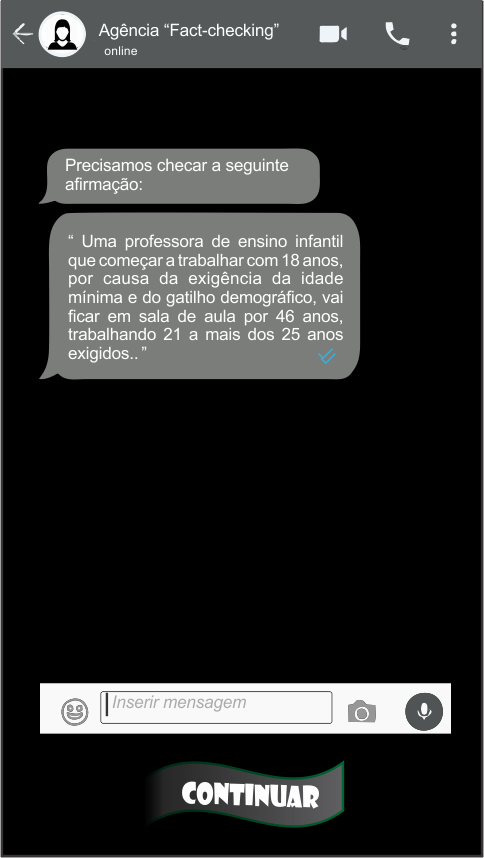 Agência “Fact-checking”
online
Precisamos checar a seguinte
afirmação:
“ Uma professora de ensino infantil
que começar a trabalhar com 18 anos,
por causa da exigência da idade
mínima e do gatilho demográfico, vai
ficar em sala de aula por 46 anos,
trabalhando 21 a mais dos 25 anos
exigidos.. ”
Inserir mensagem
CONTINUAR